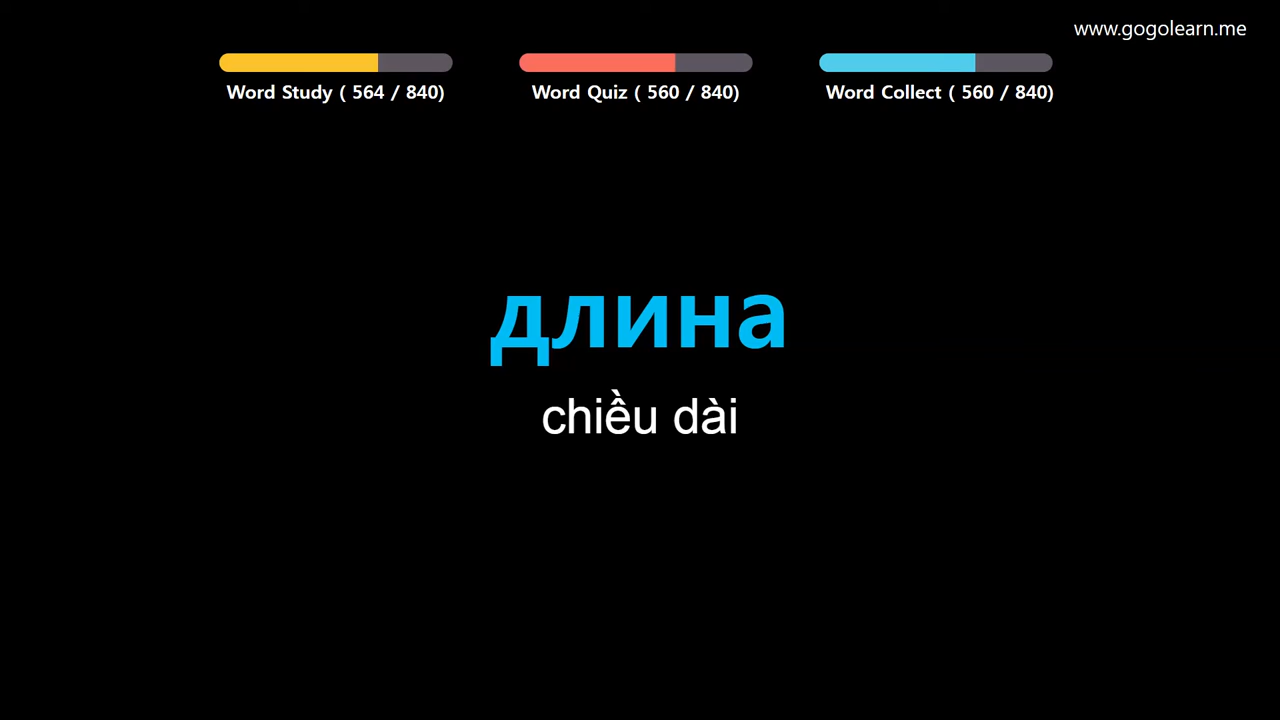 www.gogolearn.me
Word Study ( 564 / 840)
Word Quiz ( 560 / 840)
Word Collect ( 560 / 840)
длина
chiều dài